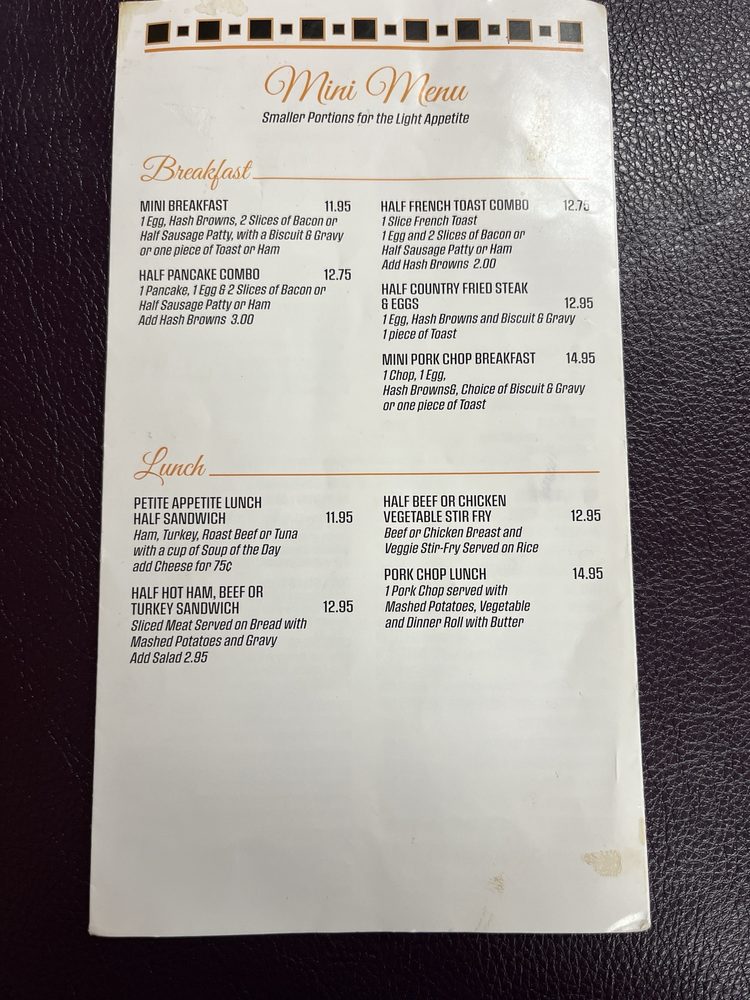 Mini Menu
Smaller Portions for the Light Appetite
Breakfast
MINI BREAKFAST 11.95
1 Egg, Hash Browns, 2 Slices of Bacon or
Half Sausage Patty, with a Biscuit & Gravy
or one piece of Toast or Ham
HALF PANCAKE COMBO 12.75
1 Pancake, 1 Egg & 2 Slices of Bacon or
Half Sausage Patty or Ham
Add Hash Browns 3.00
HALF FRENCH TOAST COMBO 12.75
1 Slice French Toast
1 Egg and 2 Slices of Bacon or
Half Sausage Patty or Ham
Add Hash Browns 2.00
HALF COUNTRY FRIED STEAK
& EGGS 12.95
1 Egg, Hash Browns and Biscuit & Gravy
1 piece of Toast
MINI PORK CHOP BREAKFAST 14.95
1 Chop, 1 Egg,
Hash Browns&, Choice of Biscuit & Gravy
or one piece of Toast
Lunch
PETITE APPETITE LUNCH
HALF SANDWICH 11.95
Ham, Turkey, Roast Beef or Tuna
with a cup of Soup of the Day
add Cheese for 75¢
HALF HOT HAM, BEEF OR
TURKEY SANDWICH 12.95
Sliced Meat Served on Bread with
Mashed Potatoes and Gravy
Add Salad 2.95
HALF BEEF OR CHICKEN
VEGETABLE STIR FRY 12.95
Beef or Chicken Breast and
Veggie Stir-Fry Served on Rice
PORK CHOP LUNCH 14.95
1 Pork Chop served with
Mashed Potatoes, Vegetable
and Dinner Roll with Butter